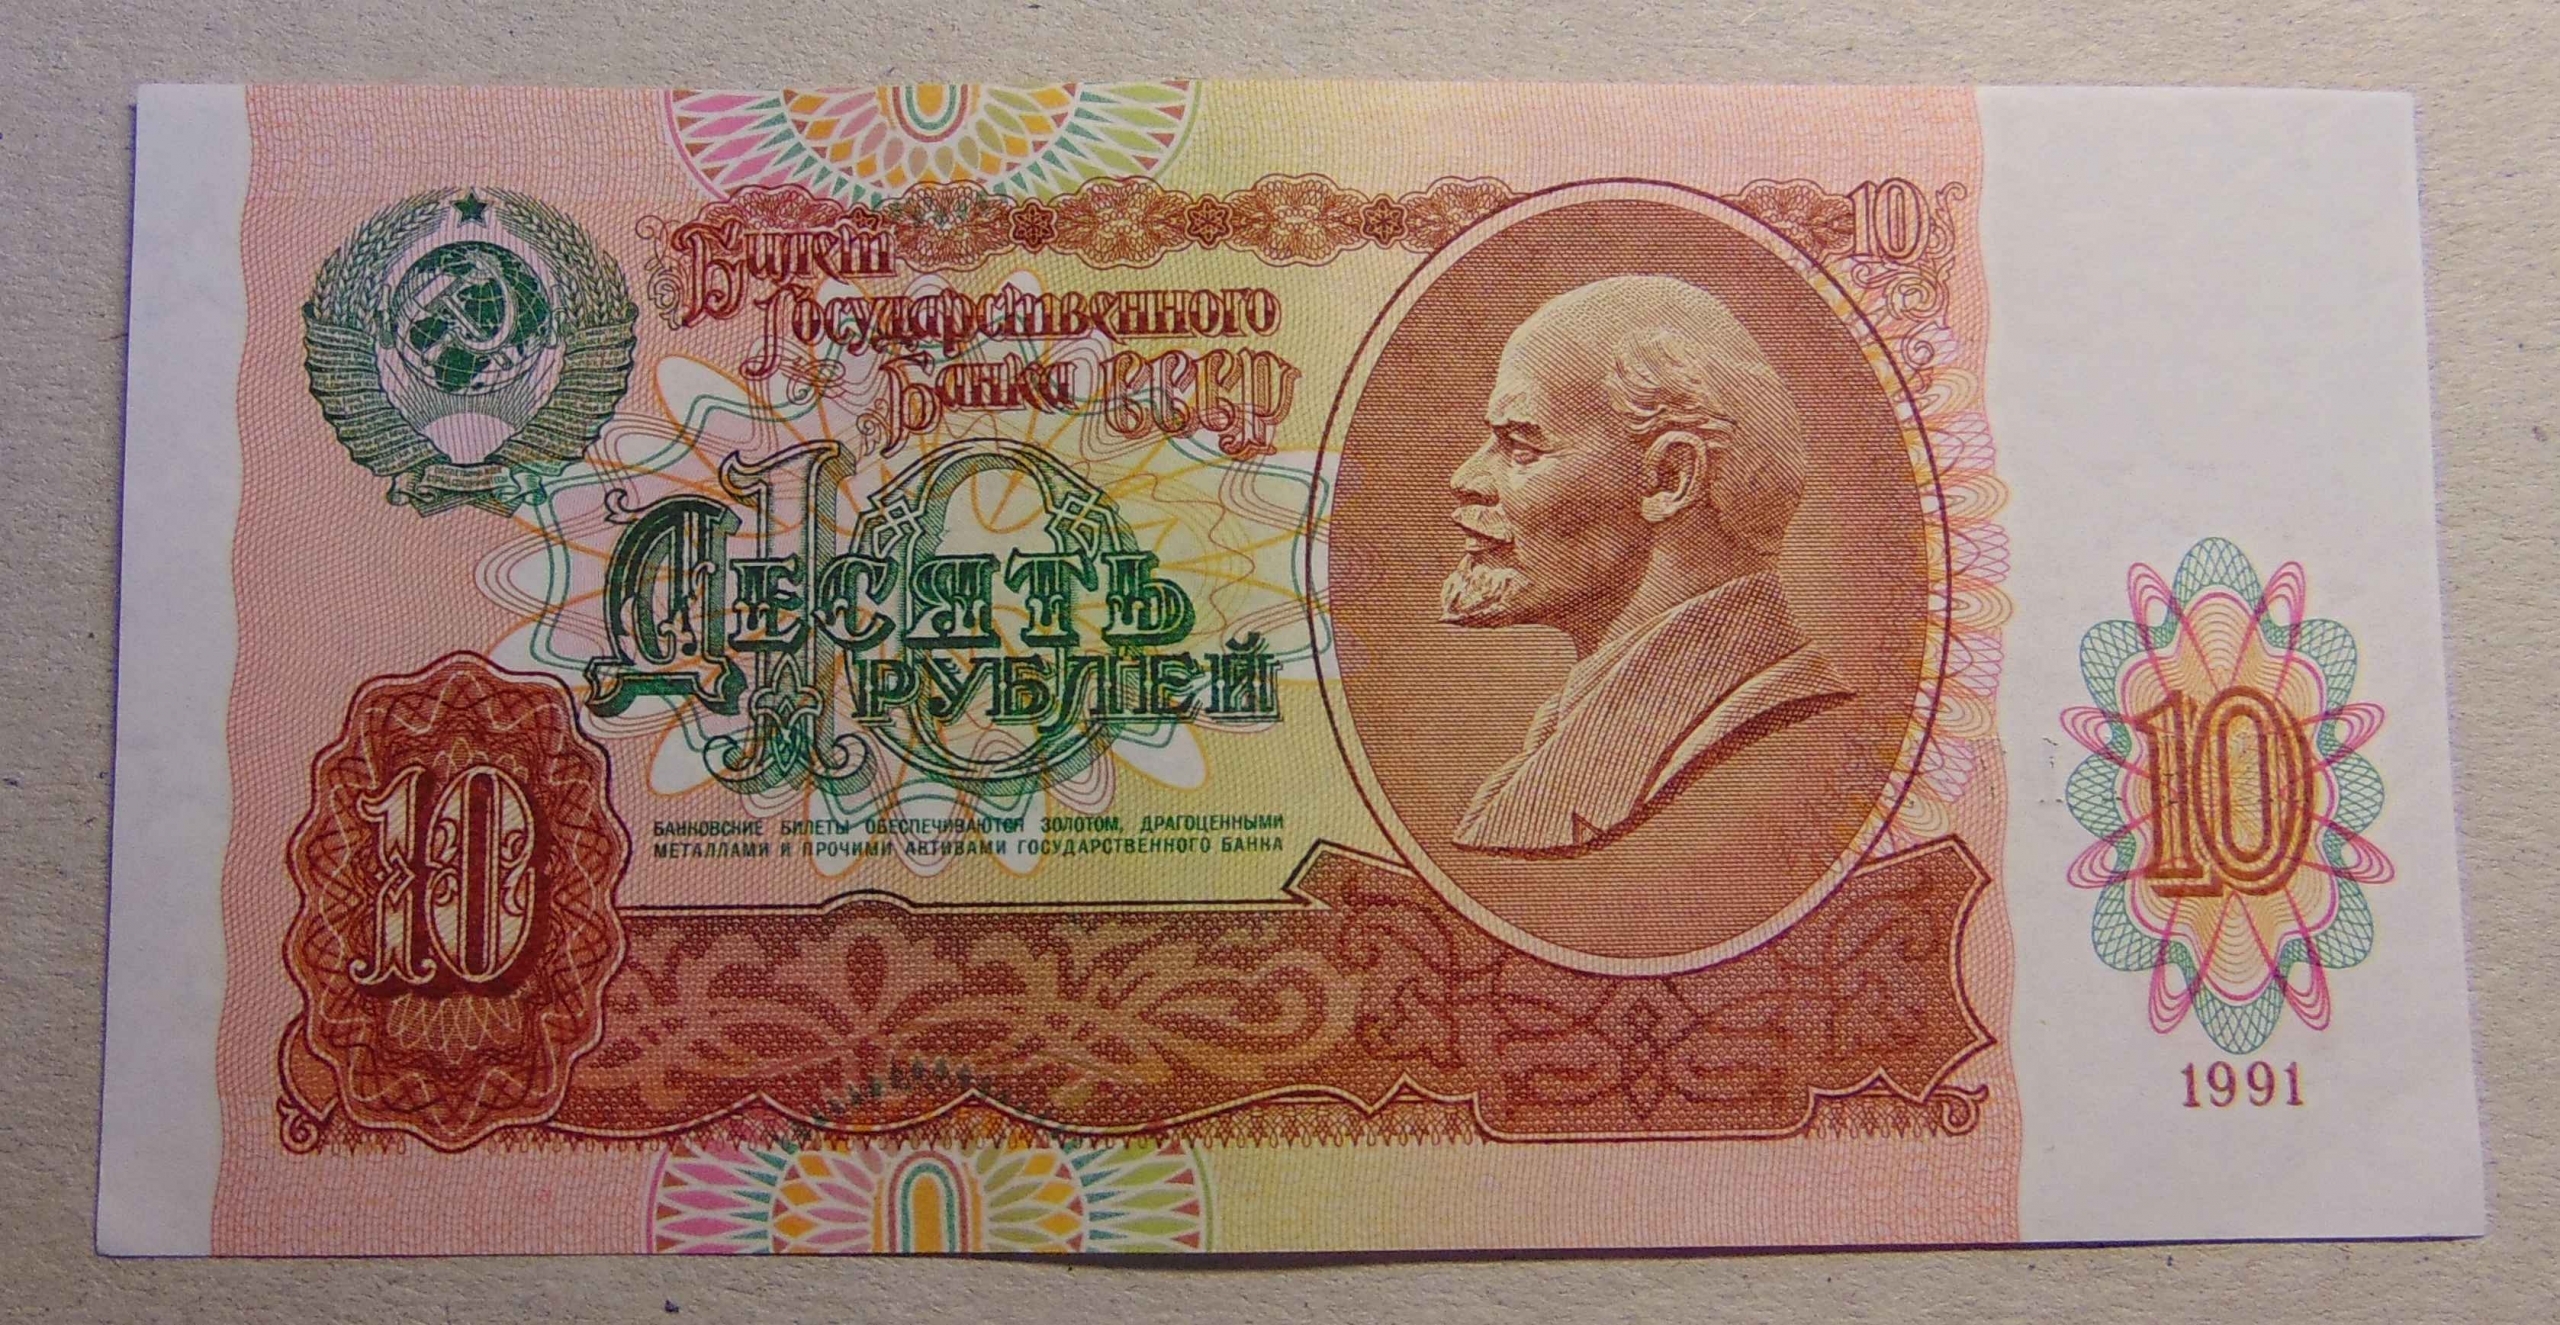 Билет
10
Государственного
Банка СССР
10
Десять
рублей
БАНКОВСКИЕ БИЛЕТЫ ОБЕСПЕЧИВАЮТСЯ ЗОЛОТОМ, ДРАГОЦЕННЫМИ
МЕТАЛЛАМИ И ПРОЧИМИ АКТИВАМИ ГОСУДАРСТВЕННОГО БАНКА
10
10
1991